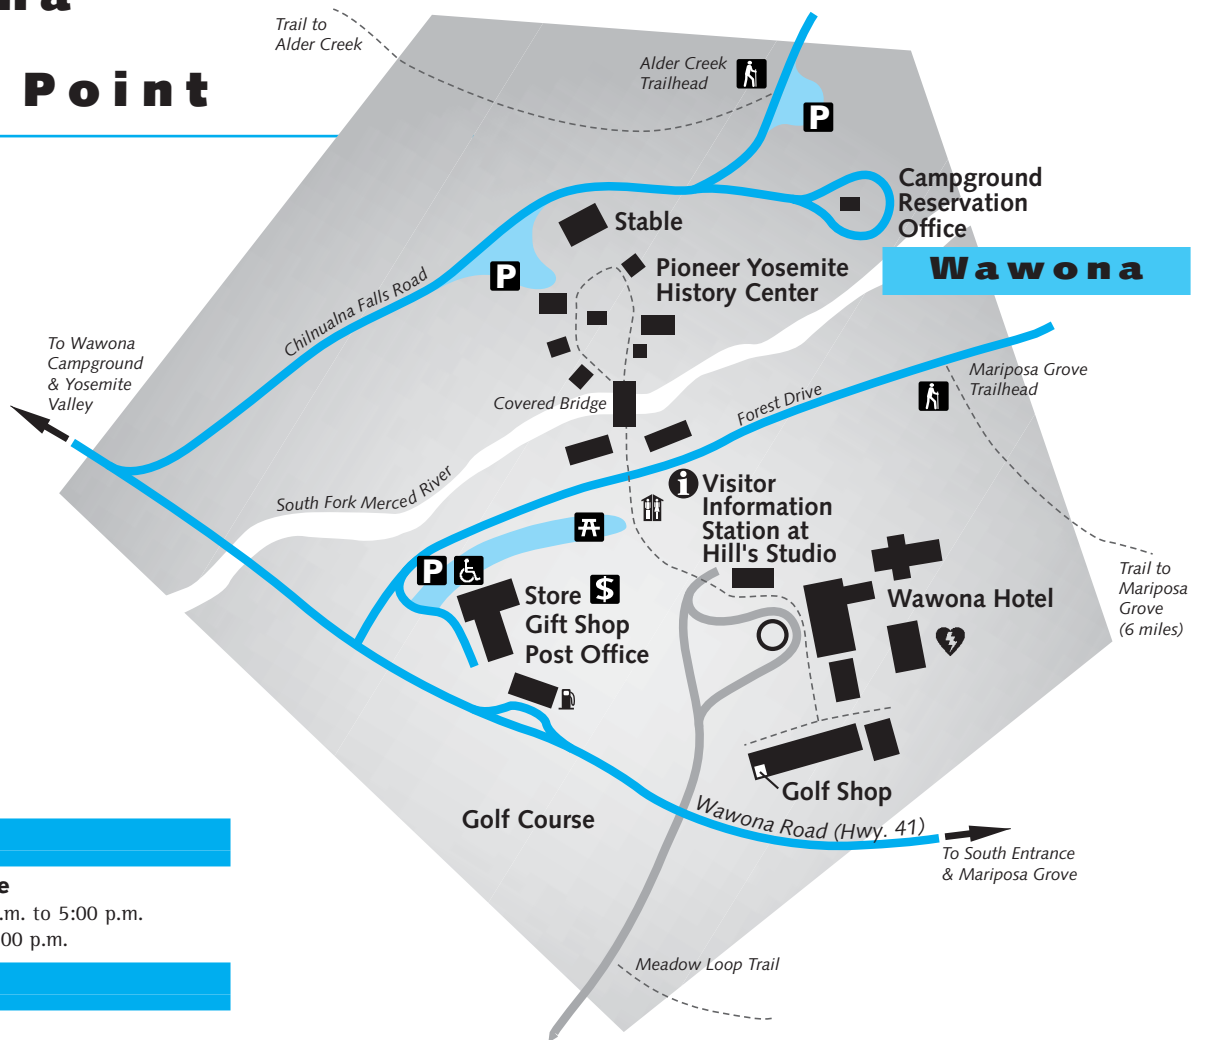 Point
Trail to
Alder Creek
Alder Creek
Trailhead
P
Campground
Reservation
Office
Wawona
Stable
P
Pioneer Yosemite
History Center
Chilnualna Falls Road
To Wawona
Campground
& Yosemite
Valley
Covered Bridge
Forest Drive
Mariposa Grove
Trailhead
South Fork Merced River
i
Visitor
Information
Station at
Hill's Studio
P
Store $
Gift Shop
Post Office
Wawona Hotel
Trail to
Mariposa
Grove
(6 miles)
Golf Shop
Golf Course
Wawona Road (Hwy. 41)
To South Entrance
& Mariposa Grove
.m. to 5:00 p.m.
00 p.m.
Meadow Loop Trail